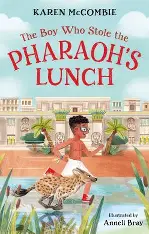 KAREN McCOMBIE
The Boy Who Stole the
PHARAOH'S
LUNCH
Illustrated by
Anneli Bray